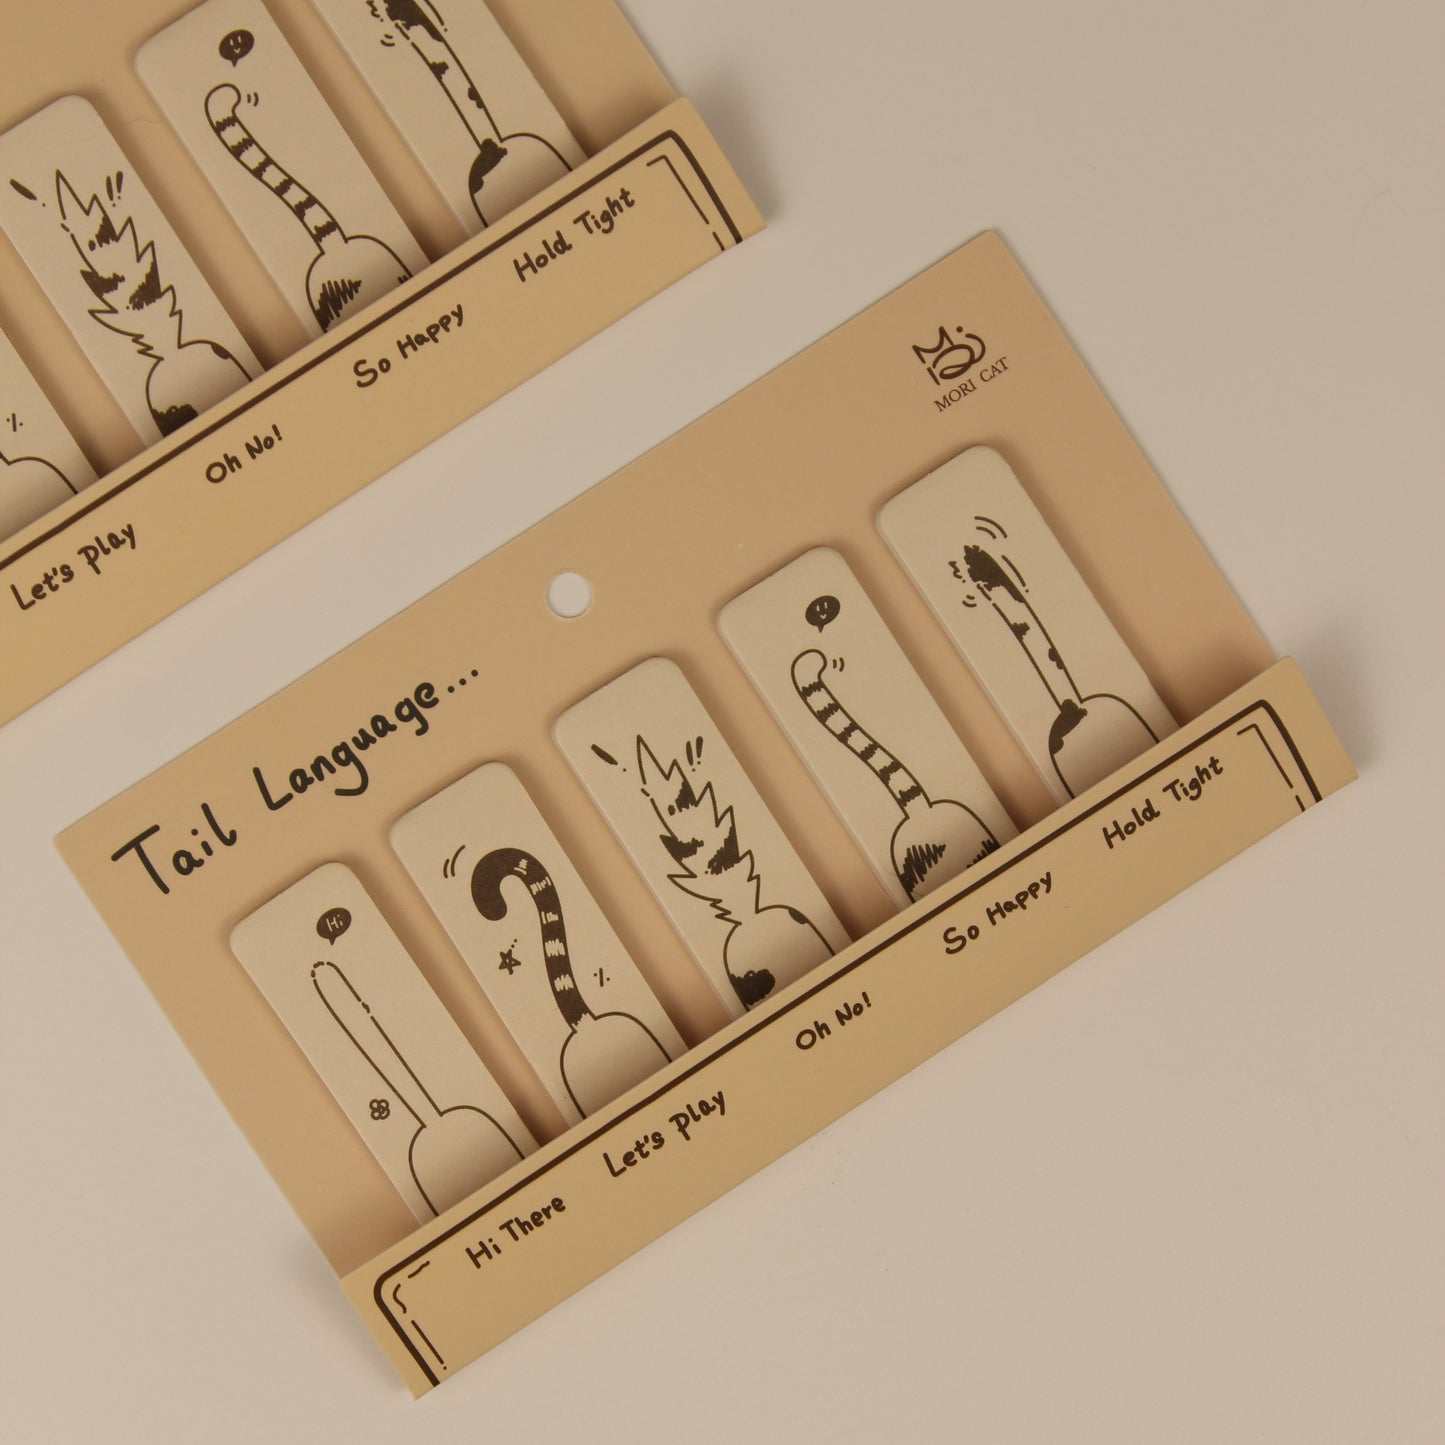 Let's Play
Oh No!
So Happy
Hold Tight
MORI CAT
Tail Language...
Hi
Hi There
Let's Play
Oh No!
So Happy
Hold Tight